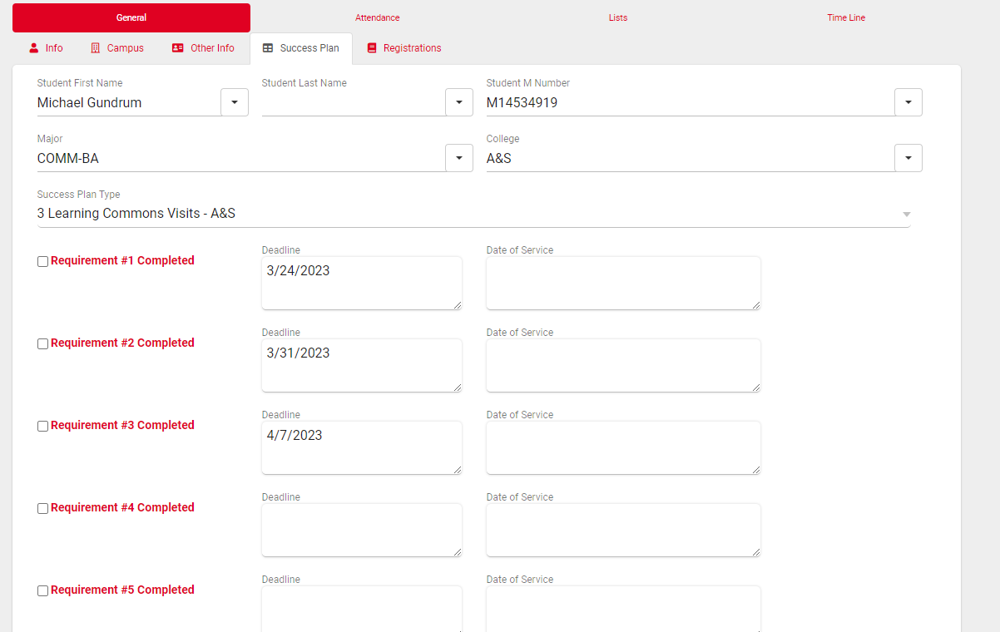 General Attendance Lists Time Line
Info Campus Other Info Success Plan Registrations
Student First Name Student Last Name Student M Number
Michael Gundrum M14534919
Major College
COMM-BA A&S
Success Plan Type
3 Learning Commons Visits - A&S
Deadline Date of Service
Requirement #1 Completed
3/24/2023
Deadline Date of Service
Requirement #2 Completed
3/31/2023
Deadline Date of Service
Requirement #3 Completed
4/7/2023
Deadline Date of Service
Requirement #4 Completed
Deadline Date of Service
Requirement #5 Completed